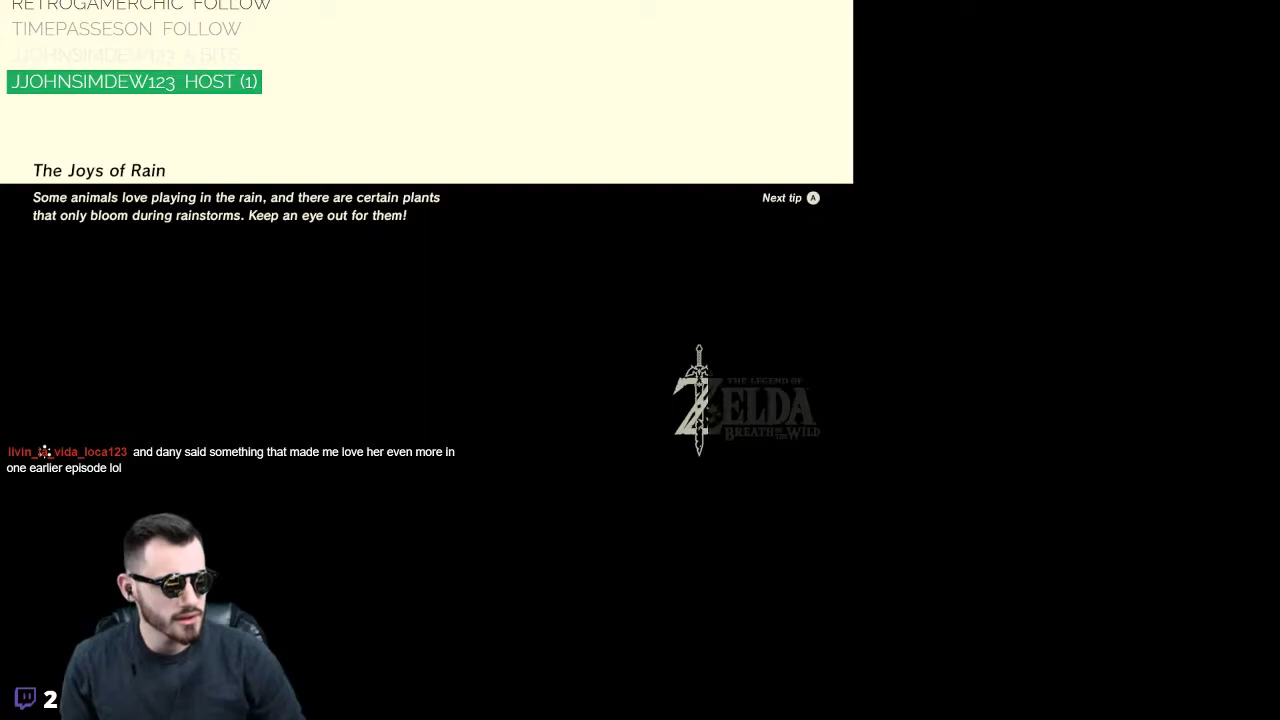 RETROGAMERCHIC FOLLOW
TIMEPASSESON FOLLOW
JJOHNSIMDEW123 HOST (1)
The Joys of Rain
Some animals love playing in the rain, and there are certain plants
that only bloom during rainstorms. Keep an eye out for them!
Next tip A
THE LEGEND OF
ZELDA
BREATH OF THE WILD
livin_la_vida_loca123 and dany said something that made me love her even more in
one earlier episode lol
2